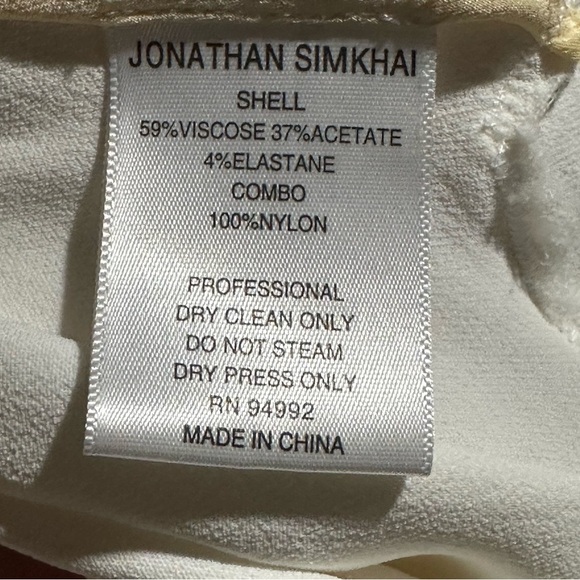 JONATHAN SIMKHAI
SHELL
59%VISCOSE 37%ACETATE
4%ELASTANE
COMBO
100%NYLON
PROFESSIONAL
DRY CLEAN ONLY
DO NOT STEAM
DRY PRESS ONLY
RN 94992
MADE IN CHINA